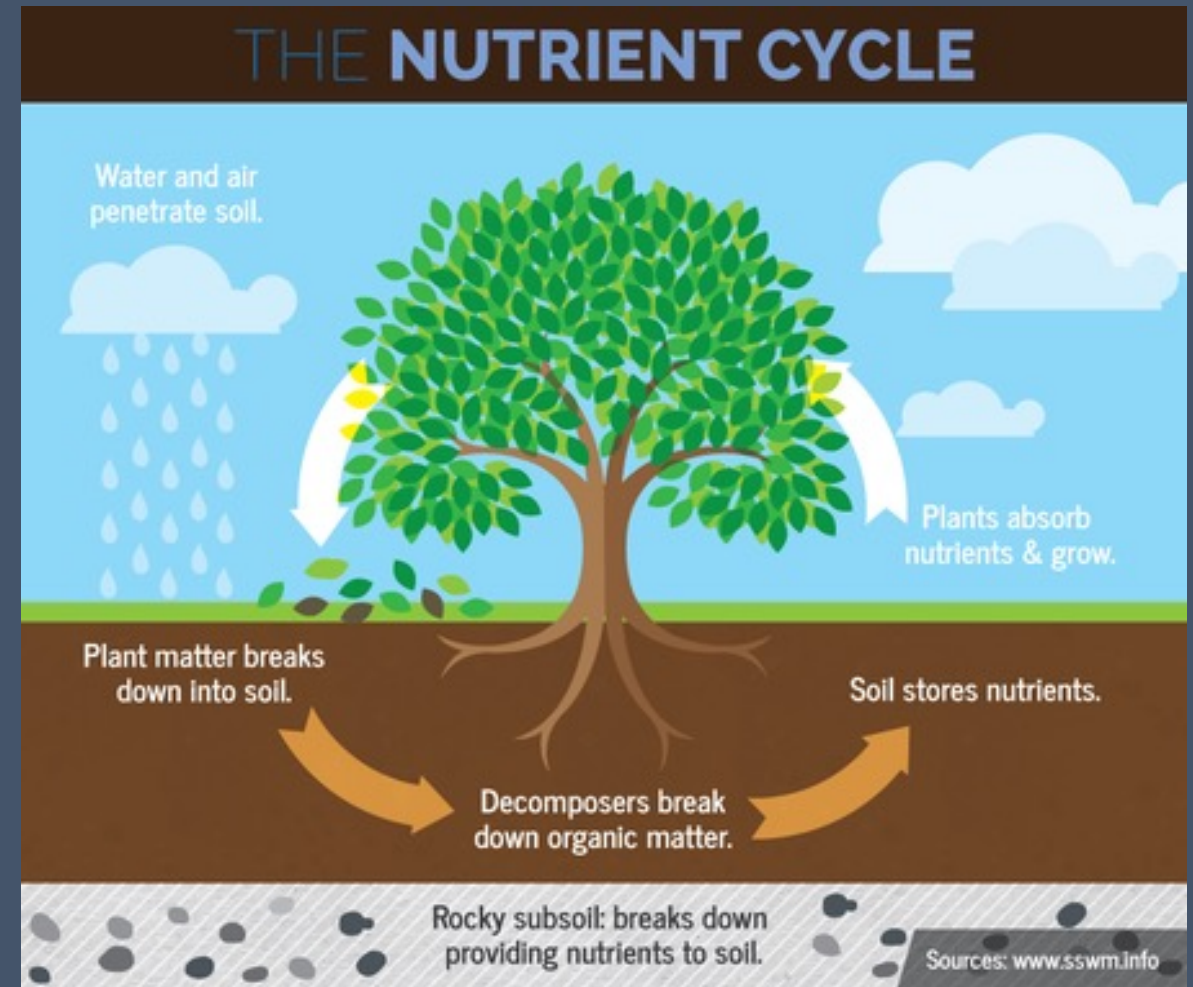 THE NUTRIENT CYCLE
Water and air
penetrate soil.
Plants absorb
nutrients & grow.
Plant matter breaks
down into soil.
Soil stores nutrients.
Decomposers break
down organic matter.
Rocky subsoil: breaks down
providing nutrients to soil.
Sources: www.sswm.info